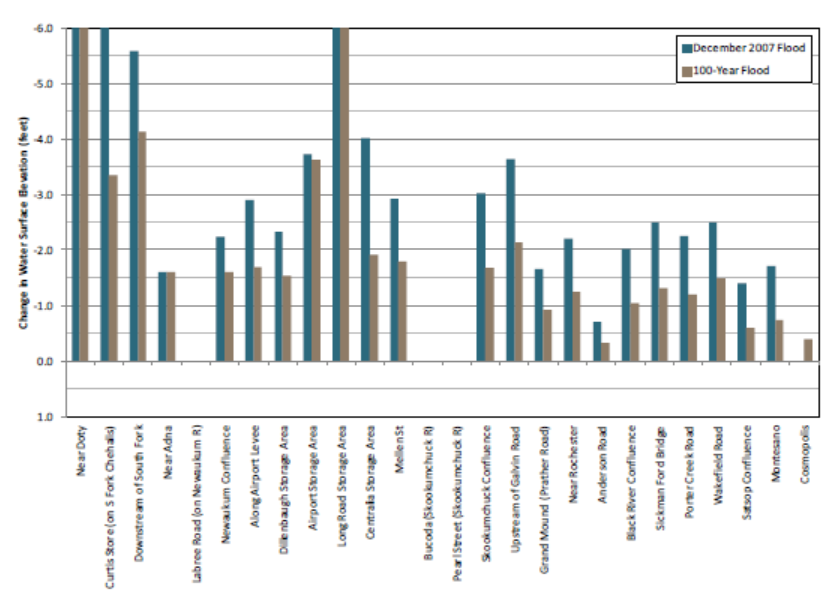 -6.0
-5.0
-4.0
-3.0
-2.0
-1.0
0.0
1.0
Change in Water Surface Elevation (feet)
December 2007 Flood
100-Year Flood
Near Doty
Curtis Store (on S Fork Chehalis)
Downstream of South Fork
Near Adna
Labree Road (on Newaukum R)
Newaukum Confluence
Along Airport Levee
Dillenbaugh Storage Area
Airport Storage Area
Long Road Storage Area
Centralia Storage Area
Mellen St
Bucoda (Skookumchuck R)
Pearl Street (Skookumchuck R)
Skookumchuck Confluence
Upstream of Galvin Road
Grand Mound (Prather Road)
Near Rochester
Anderson Road
Black River Confluence
Sickman Ford Bridge
Porter Creek Road
Wakefield Road
Satsop Confluence
Montesano
Cosmopolis